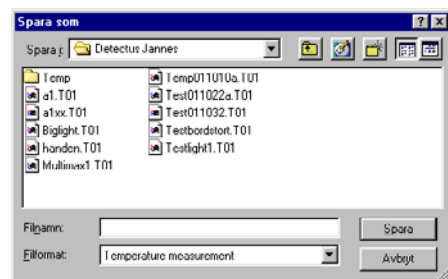 Spara som
Spara i: Detectus Jannes
Temp
a1.T01
a1xx.T01
Biglight.T01
handen.T01
Multimax1.T01
Temp011010a.T01
Test011022a.T01
Test011032.T01
Testbordstort.T01
Testlight1.T01
Filnamn:
Spara
Filformat: Temperature measurement
Avbryt